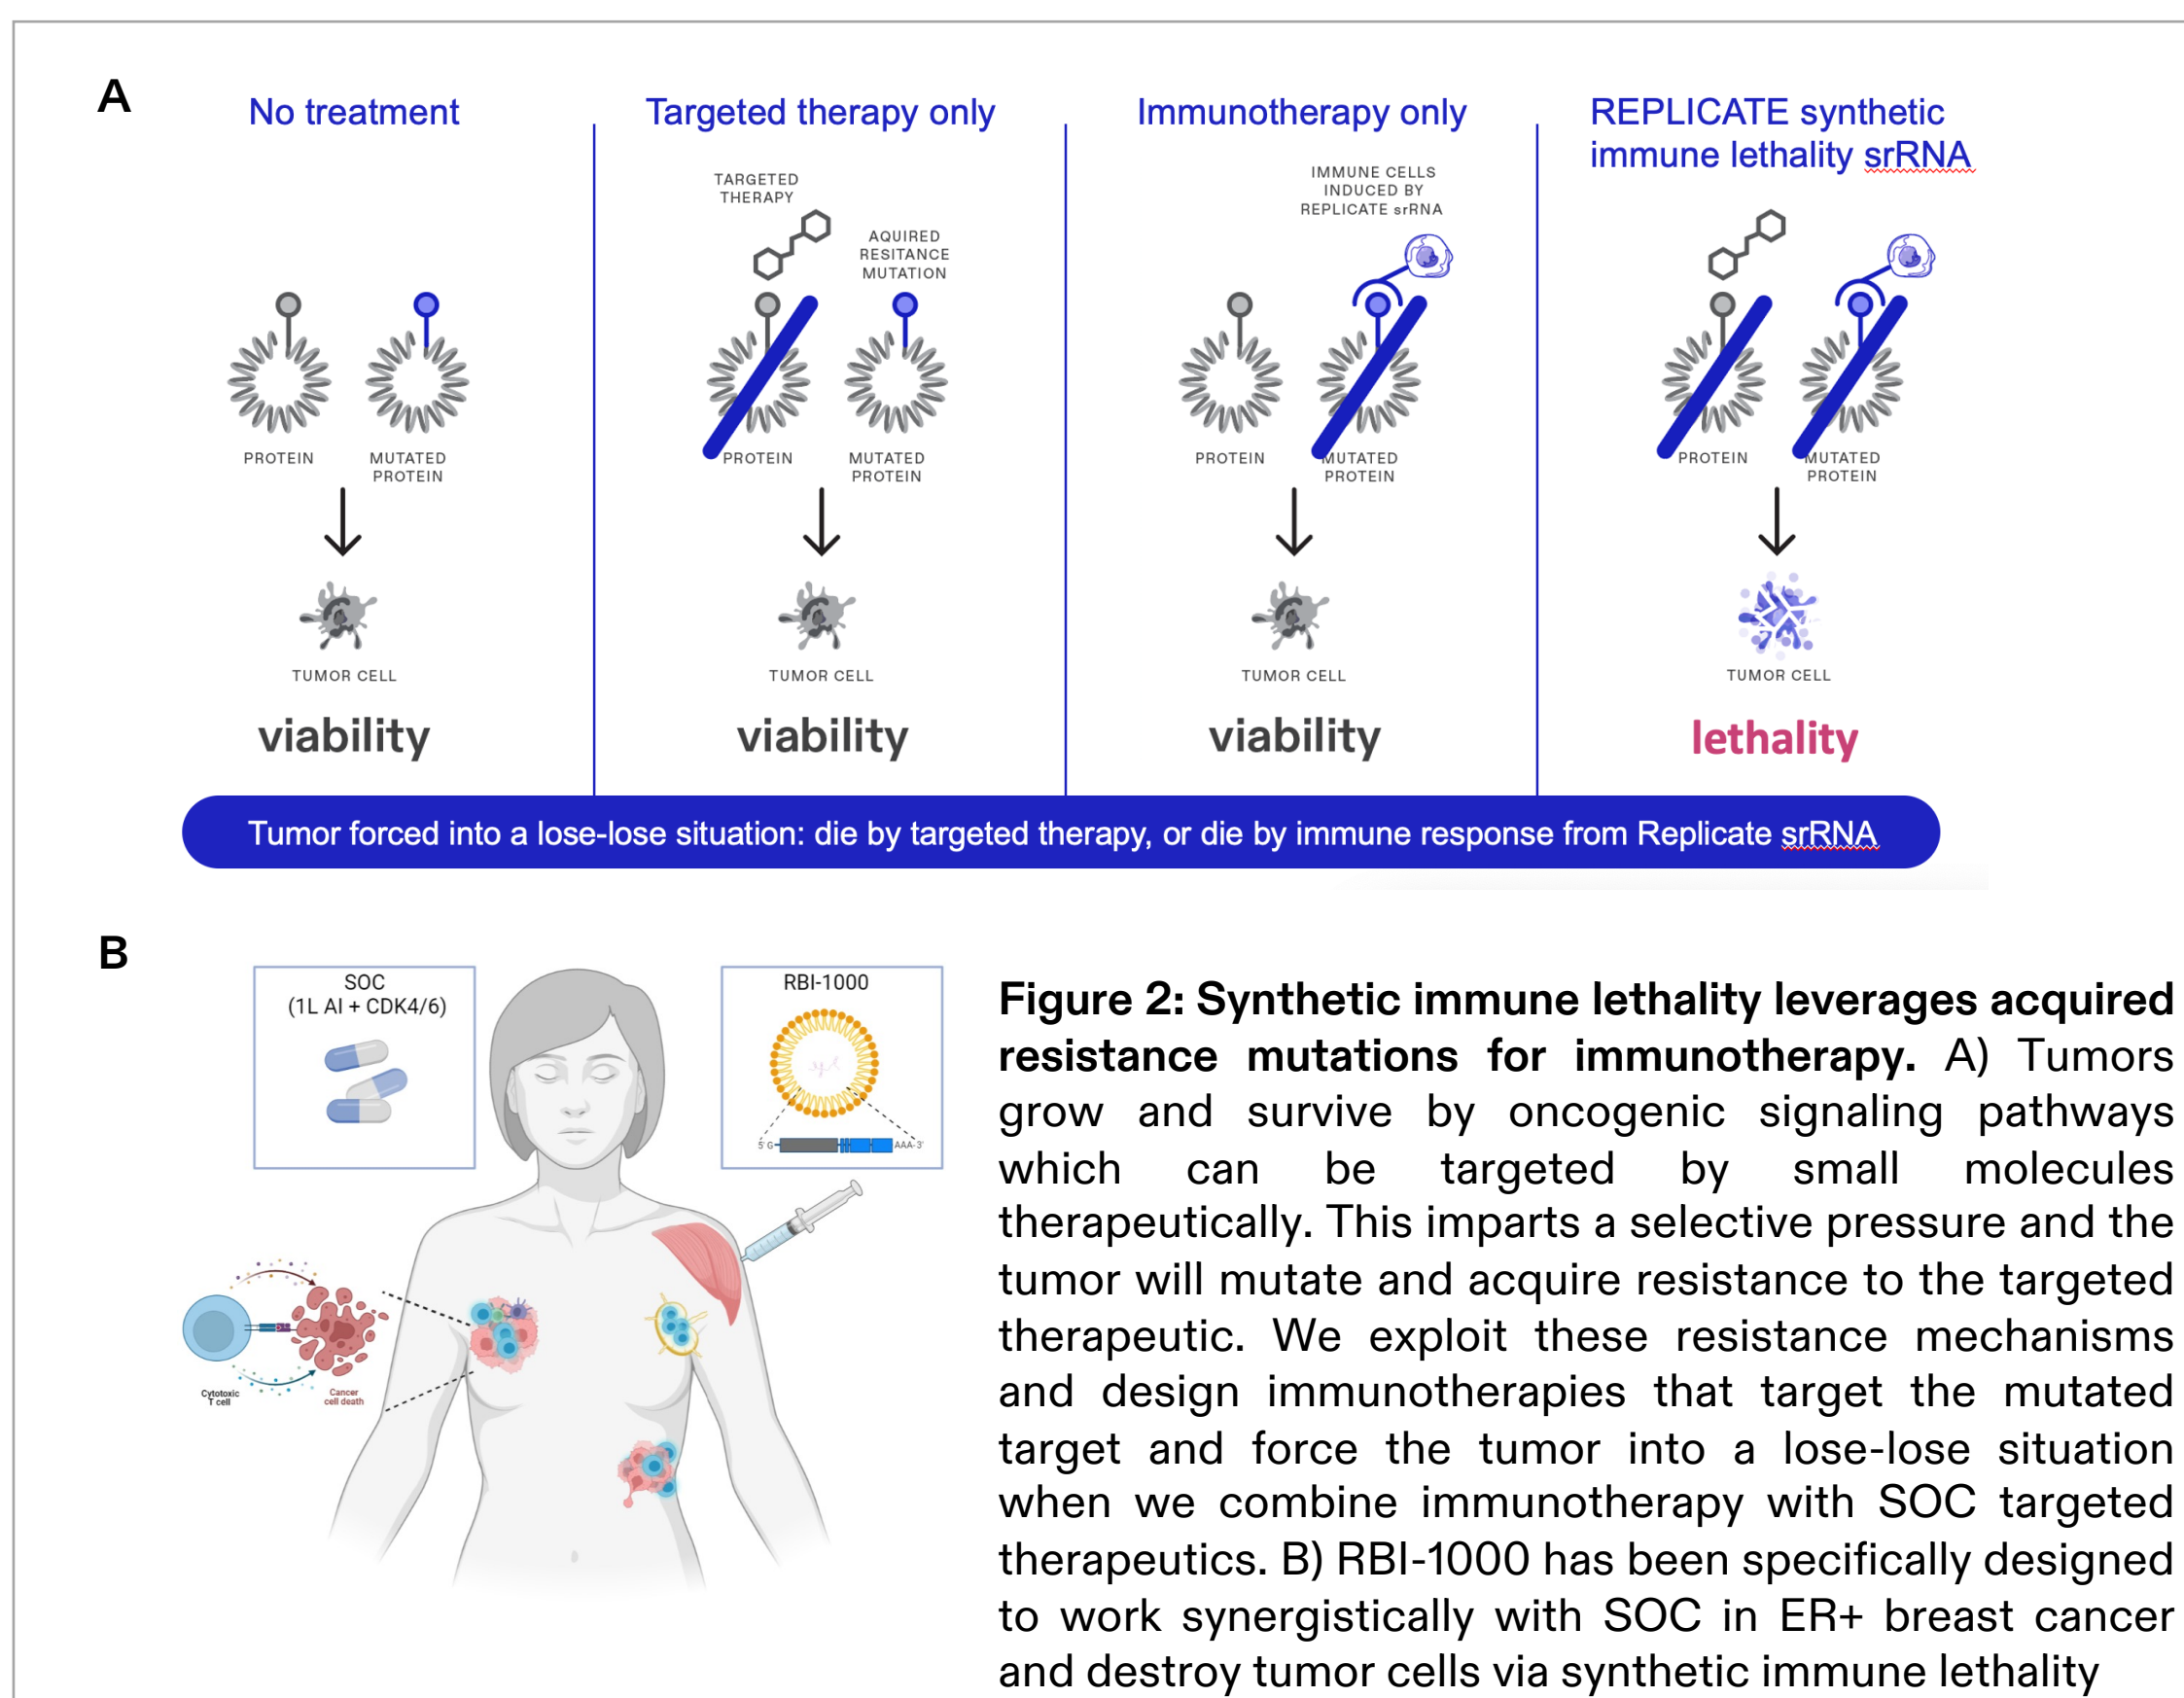 A
No treatment
PROTEIN
MUTATED
PROTEIN
TUMOR CELL
viability
Targeted therapy only
TARGETED
THERAPY
AQUIRED
RESITANCE
MUTATION
PROTEIN
MUTATED
PROTEIN
TUMOR CELL
viability
Immunotherapy only
IMMUNE CELLS
INDUCED BY
REPLICATE srRNA
PROTEIN
MUTATED
PROTEIN
TUMOR CELL
viability
REPLICATE synthetic
immune lethality srRNA
PROTEIN
MUTATED
PROTEIN
TUMOR CELL
lethality
Tumor forced into a lose-lose situation: die by targeted therapy, or die by immune response from Replicate srRNA
B
SOC
(1L AI + CDK4/6)
RBI-1000
5' G
AAA-3'
Cytotoxic
T cell
Cancer
cell death
Figure 2: Synthetic immune lethality leverages acquired
resistance mutations for immunotherapy. A) Tumors
grow and survive by oncogenic signaling pathways
which can be targeted by small molecules
therapeutically. This imparts a selective pressure and the
tumor will mutate and acquire resistance to the targeted
therapeutic. We exploit these resistance mechanisms
and design immunotherapies that target the mutated
target and force the tumor into a lose-lose situation
when we combine immunotherapy with SOC targeted
therapeutics. B) RBI-1000 has been specifically designed
to work synergistically with SOC in ER+ breast cancer
and destroy tumor cells via synthetic immune lethality